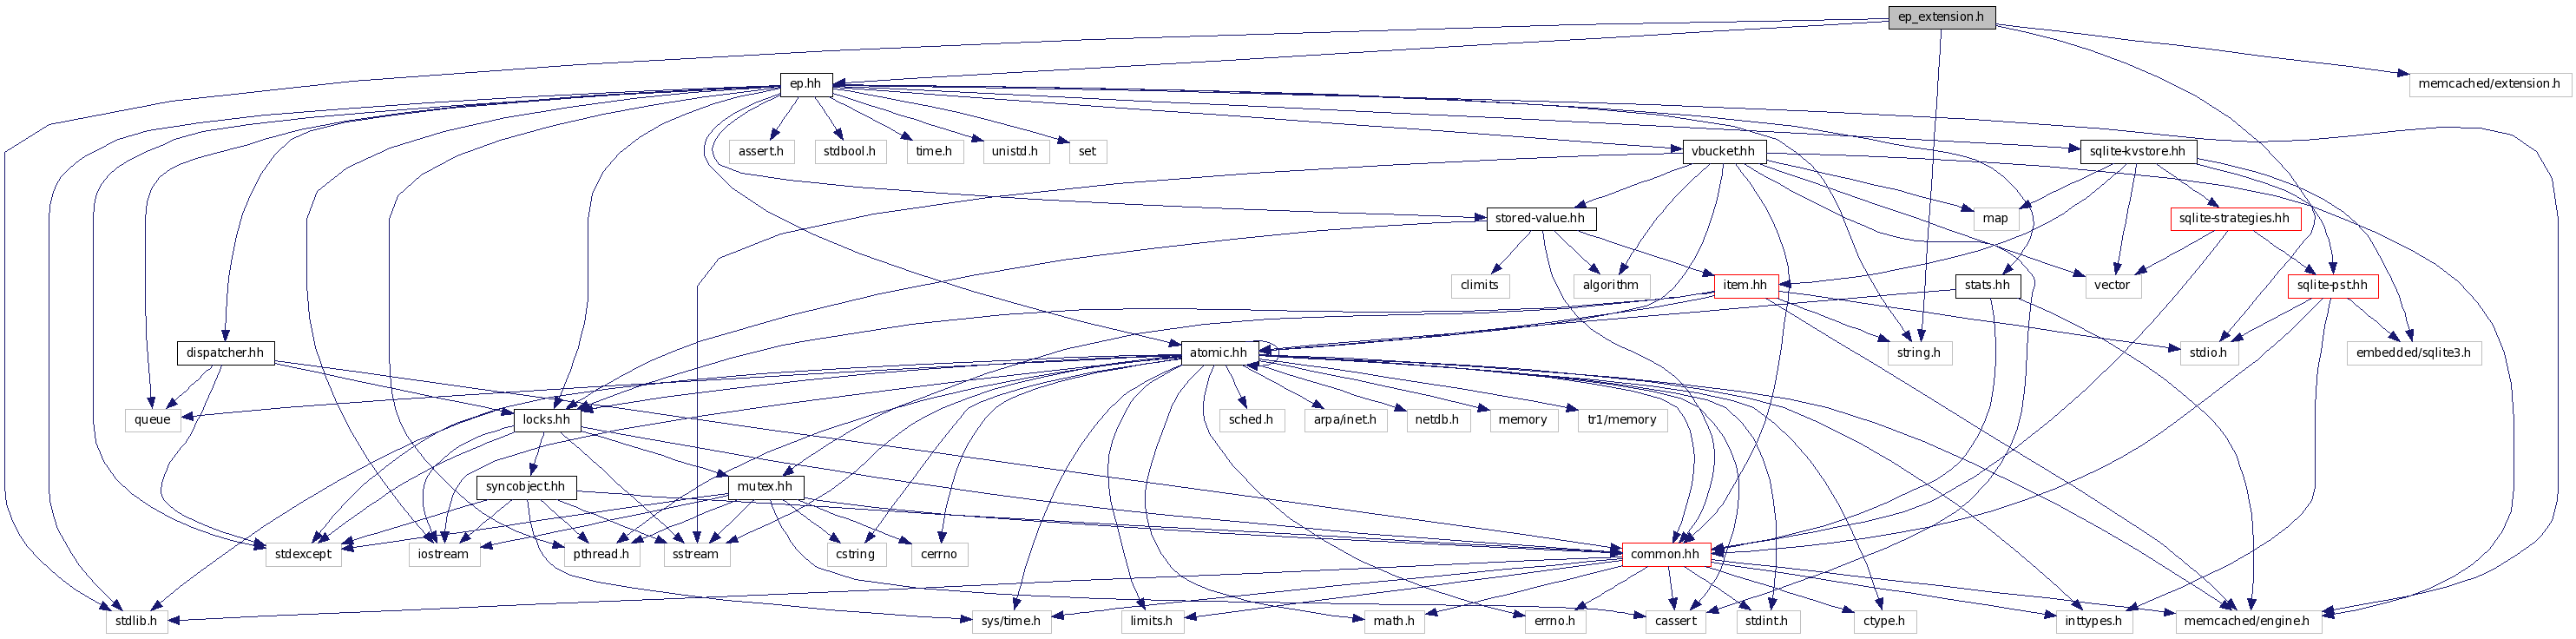 ep_extension.h
ep.hh
memcached/extension.h
assert.h
stdbool.h
time.h
unistd.h
set
vbucket.hh
sqlite-kvstore.hh
stored-value.hh
map
sqlite-strategies.hh
climits
algorithm
item.hh
stats.hh
vector
sqlite-pst.hh
dispatcher.hh
atomic.hh
string.h
stdio.h
embedded/sqlite3.h
queue
locks.hh
sched.h
arpa/inet.h
netdb.h
memory
tr1/memory
syncobject.hh
mutex.hh
stdexcept
iostream
pthread.h
sstream
cstring
cerrno
common.hh
stdlib.h
sys/time.h
limits.h
math.h
errno.h
cassert
stdint.h
ctype.h
inttypes.h
memcached/engine.h